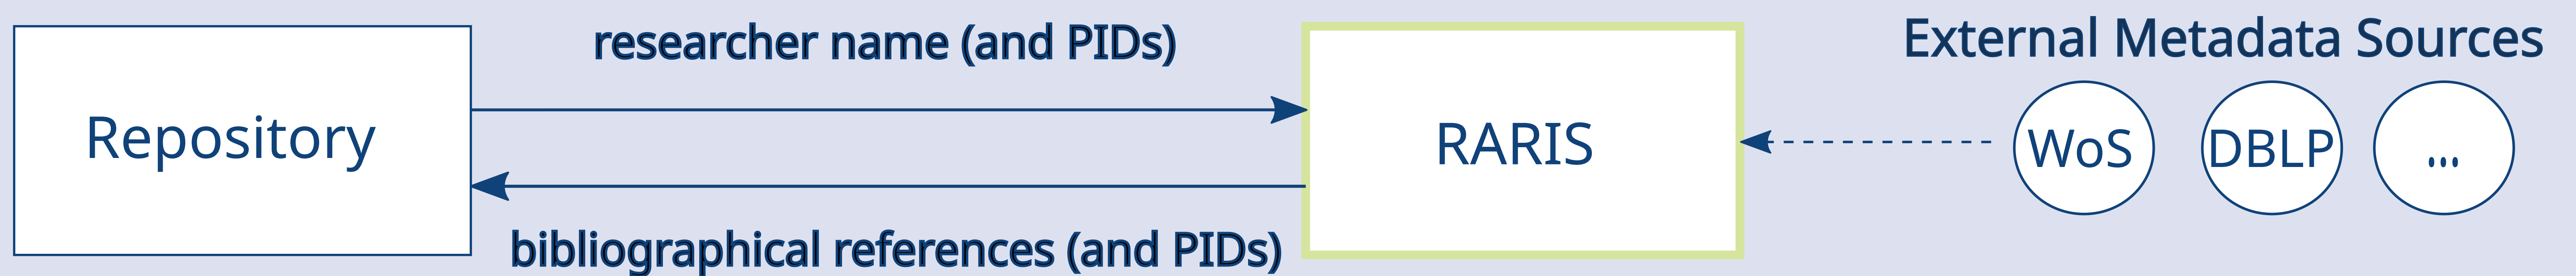 researcher name (and PIDs)
External Metadata Sources
Repository
RARIS
WoS
DBLP
...
bibliographical references (and PIDs)